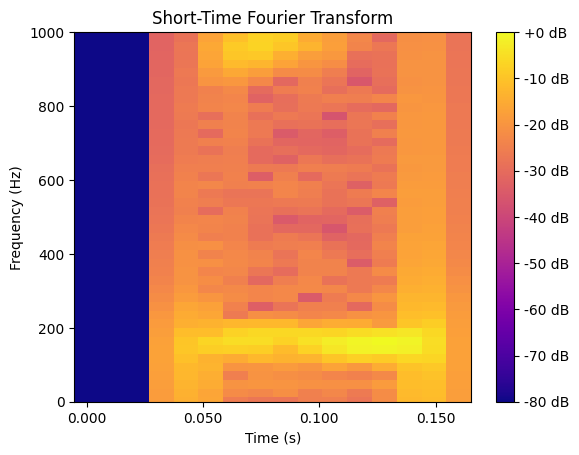 Short-Time Fourier Transform
1000
800
600
400
200
0
Frequency (Hz)
0.000
0.050
0.100
0.150
Time (s)
+0 dB
-10 dB
-20 dB
-30 dB
-40 dB
-50 dB
-60 dB
-70 dB
-80 dB